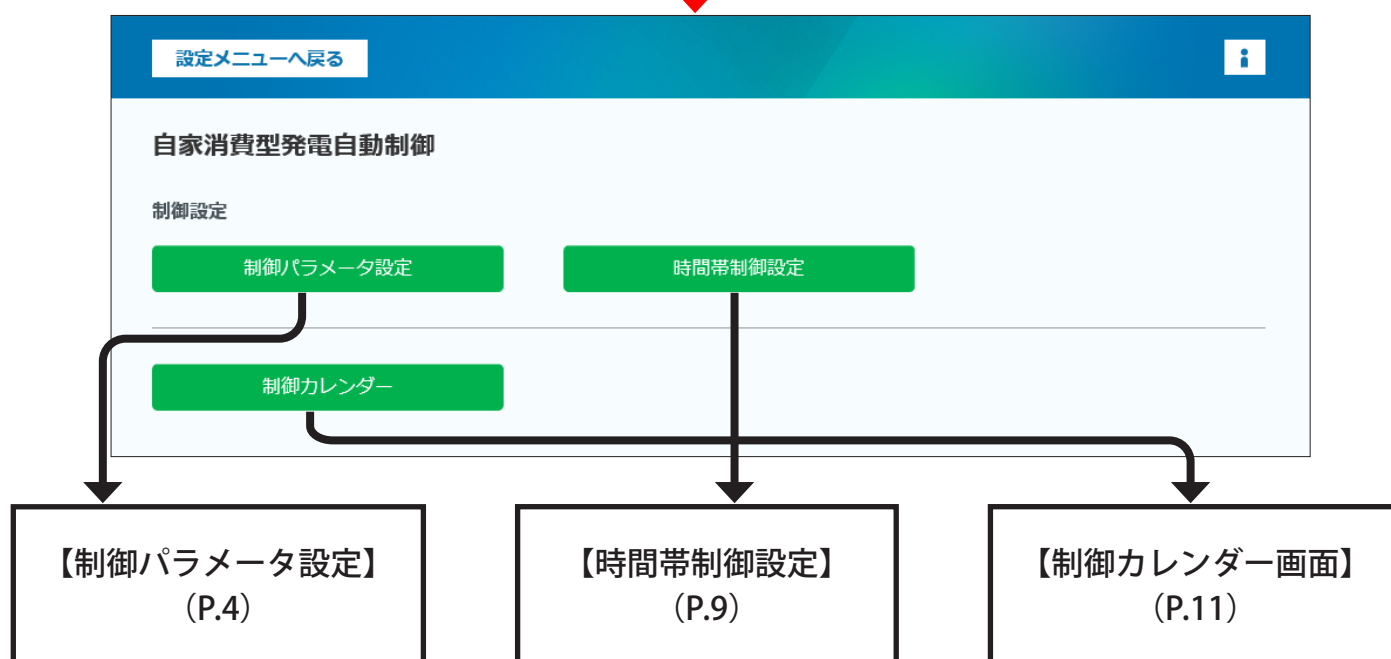 設定メニューへ戻る
自家消費型発電自動制御
制御設定
制御パラメータ設定
時間帯制御設定
制御カレンダー
【制御パラメータ設定】
（P.4）
【時間帯制御設定】
（P.9）
【制御カレンダー画面】
（P.11）